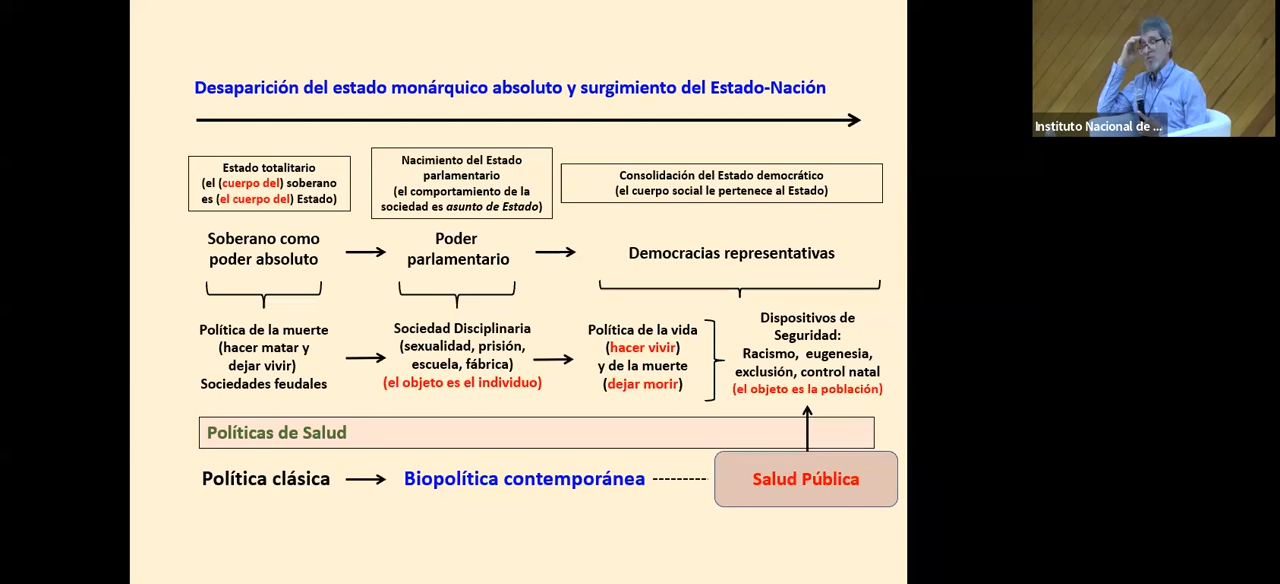 Desaparición del estado monárquico absoluto y surgimiento del Estado-Nación
Instituto Nacional de ...
Estado totalitario
(el (cuerpo del) soberano
es (el cuerpo del) Estado)
Nacimiento del Estado
parlamentario
(el comportamiento de la
sociedad es asunto de Estado)
Consolidación del Estado democrático
(el cuerpo social le pertenece al Estado)
Soberano como
poder absoluto
Poder
parlamentario
Democracias representativas
Política de la muerte
(hacer matar y
dejar vivir)
Sociedades feudales
Sociedad Disciplinaria
(sexualidad, prisión,
escuela, fábrica)
(el objeto es el individuo)
Política de la vida
(hacer vivir)
y de la muerte
(dejar morir)
Dispositivos de
Seguridad:
Racismo, eugenesia,
exclusión, control natal
(el objeto es la población)
Políticas de Salud
Política clásica
Biopolítica contemporánea
Salud Pública